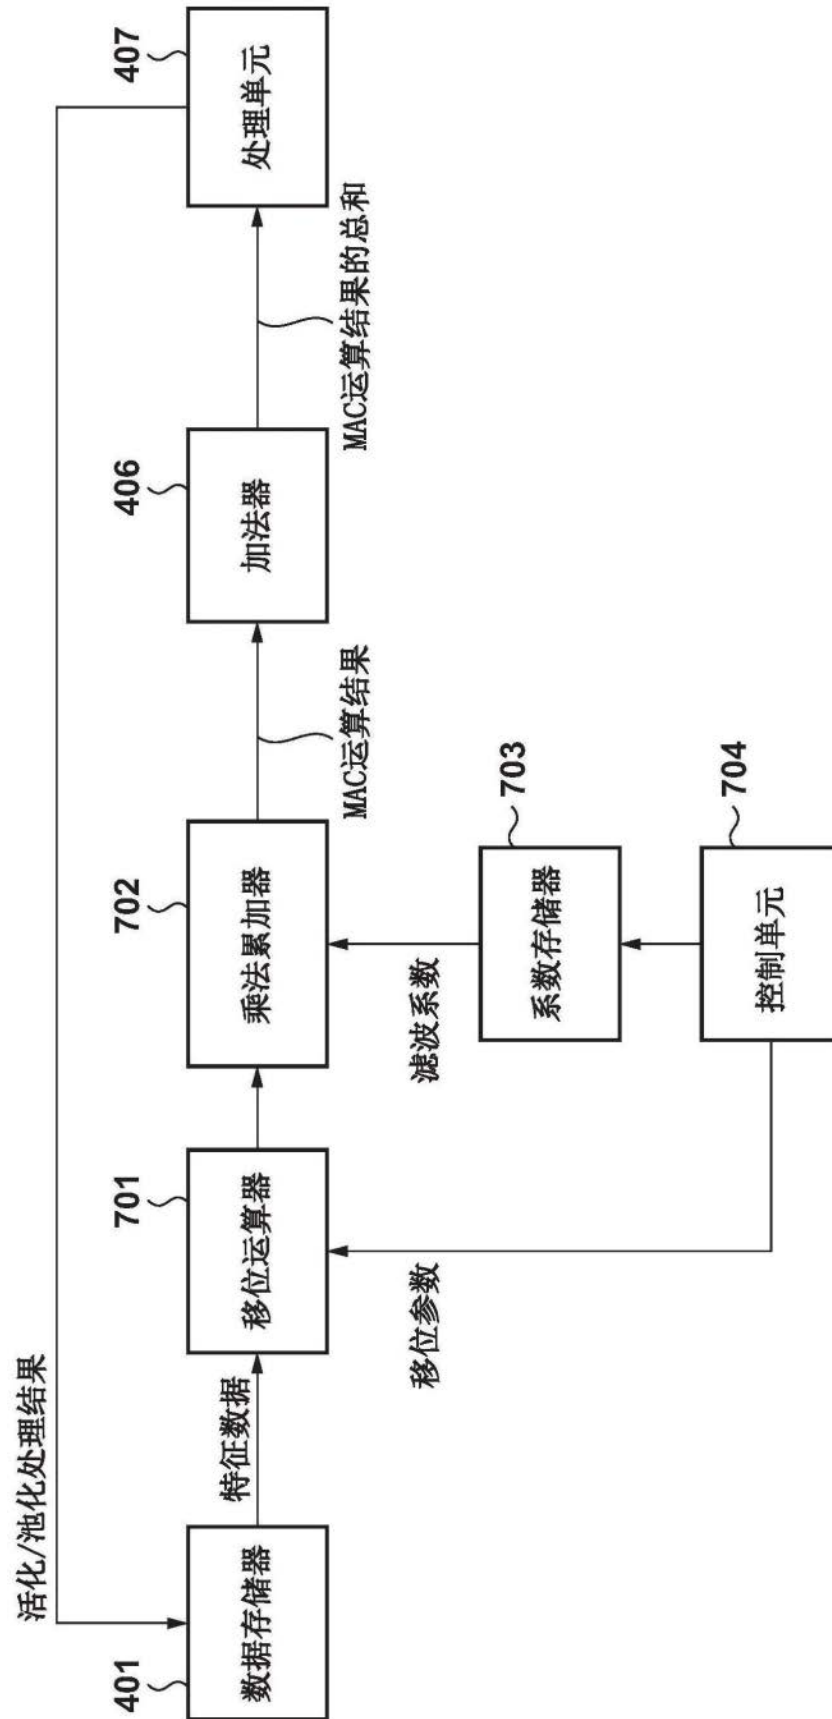 活化/池化处理结果
401
数据存储器
特征数据
701
移位运算器
702
乘法累加器
MAC运算结果
406
加法器
MAC运算结果的总和
407
处理单元
移位参数
滤波系数
703
系数存储器
704
控制单元